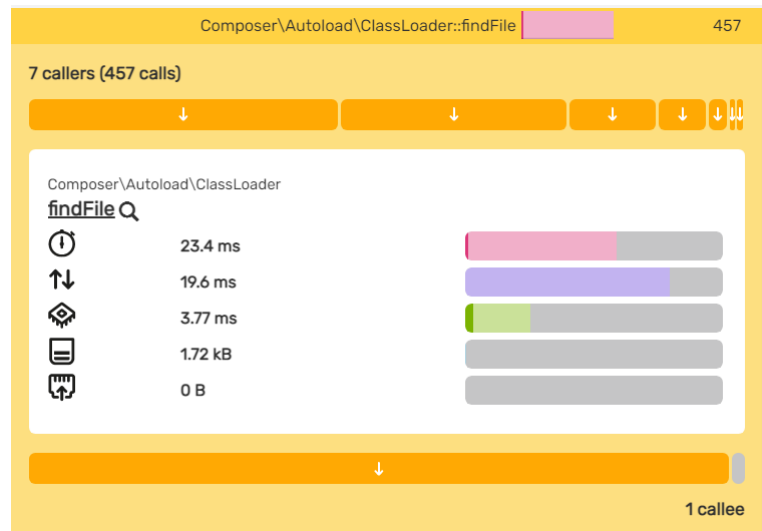 Composer\Autoload\ClassLoader::findFile 457
7 callers (457 calls)
Composer\Autoload\ClassLoader
findFile
23.4 ms
19.6 ms
3.77 ms
1.72 kB
0 B
1 callee